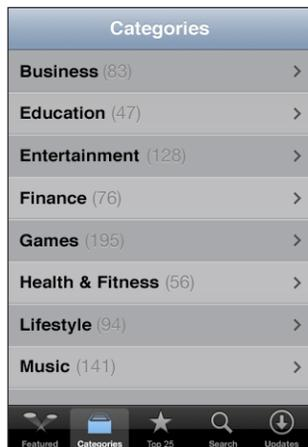 Categories
Business (83)
Education (47)
Entertainment (128)
Finance (76)
Games (195)
Health & Fitness (56)
Lifestyle (94)
Music (141)
Featured Categories Top 25 Search Updates